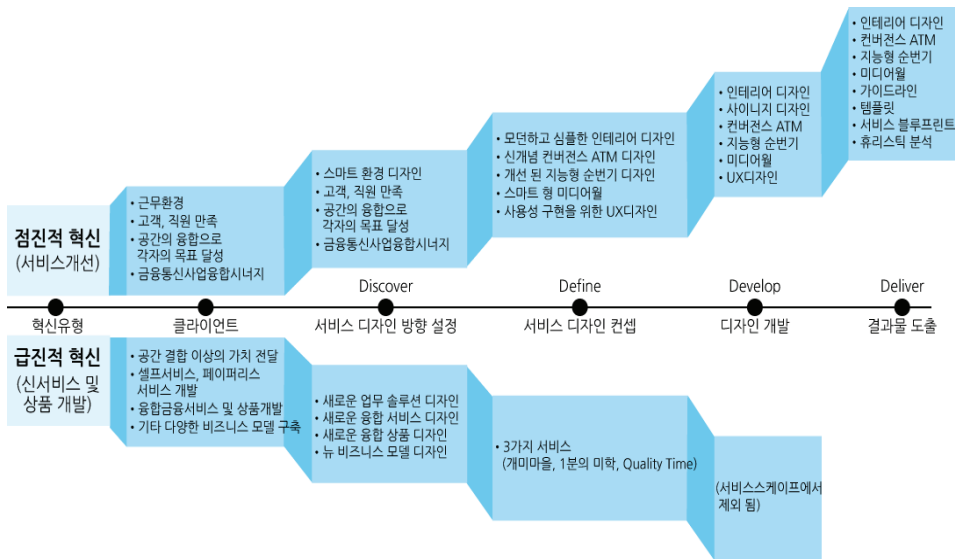 점진적 혁신
(서비스개선)
• 근무환경
• 고객, 직원 만족
• 공간의 융합으로
각자의 목표 달성
• 금융통신사업융합시너지
• 스마트 환경 디자인
• 고객, 직원 만족
• 공간의 융합으로
각자의 목표 달성
• 금융통신사업융합시너지
• 모던하고 심플한 인테리어 디자인
• 신개념 컨버전스 ATM 디자인
• 개선 된 지능형 순번기 디자인
• 스마트 형 미디어월
• 사용성 구현을 위한 UX디자인
• 인테리어 디자인
• 사이니지 디자인
• 컨버전스 ATM
• 지능형 순번기
• 미디어월
• UX디자인
• 인테리어 디자인
• 컨버전스 ATM
• 지능형 순번기
• 미디어월
• 가이드라인
• 템플릿
• 서비스 블루프린트
• 휴리스틱 분석
Discover
Define
Develop
Deliver
혁신유형
클라이언트
서비스 디자인 방향 설정
서비스 디자인 컨셉
디자인 개발
결과물 도출
급진적 혁신
(신서비스 및
상품 개발)
• 공간 결합 이상의 가치 전달
• 셀프서비스, 페이퍼리스
서비스 개발
• 융합금융서비스 및 상품개발
• 기타 다양한 비즈니스 모델 구축
• 새로운 업무 솔루션 디자인
• 새로운 융합 서비스 디자인
• 새로운 융합 상품 디자인
• 뉴 비즈니스 모델 디자인
• 3가지 서비스
(개미마을, 1분의 미학, Quality Time)
(서비스스케이프에서
제외 됨)